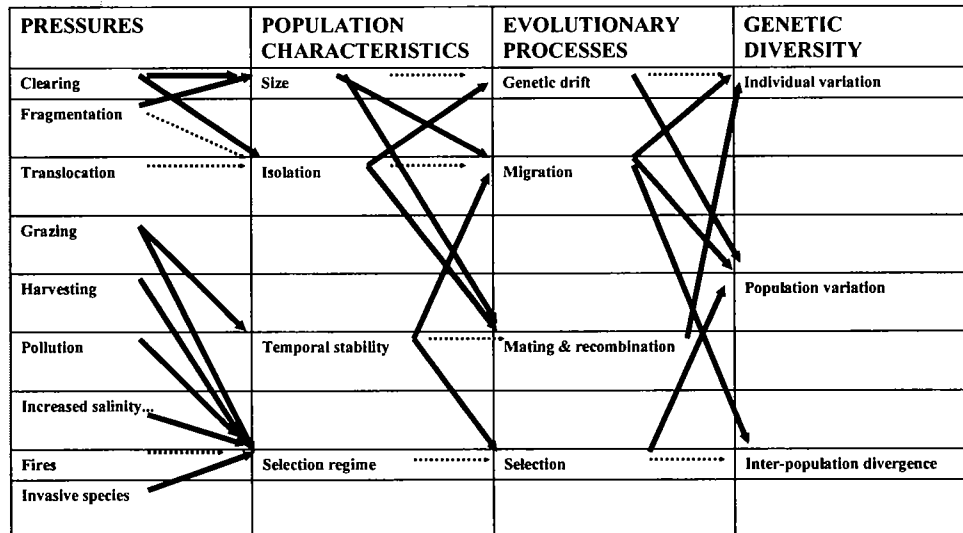 PRESSURES
POPULATION
CHARACTERISTICS
EVOLUTIONARY
PROCESSES
GENETIC
DIVERSITY
Clearing
Size
Genetic drift
Individual variation
Fragmentation
Translocation
Isolation
Migration
Grazing
Harvesting
Population variation
Pollution
Temporal stability
Mating & recombination
Increased salinity...
Fires
Selection regime
Selection
Inter-population divergence
Invasive species